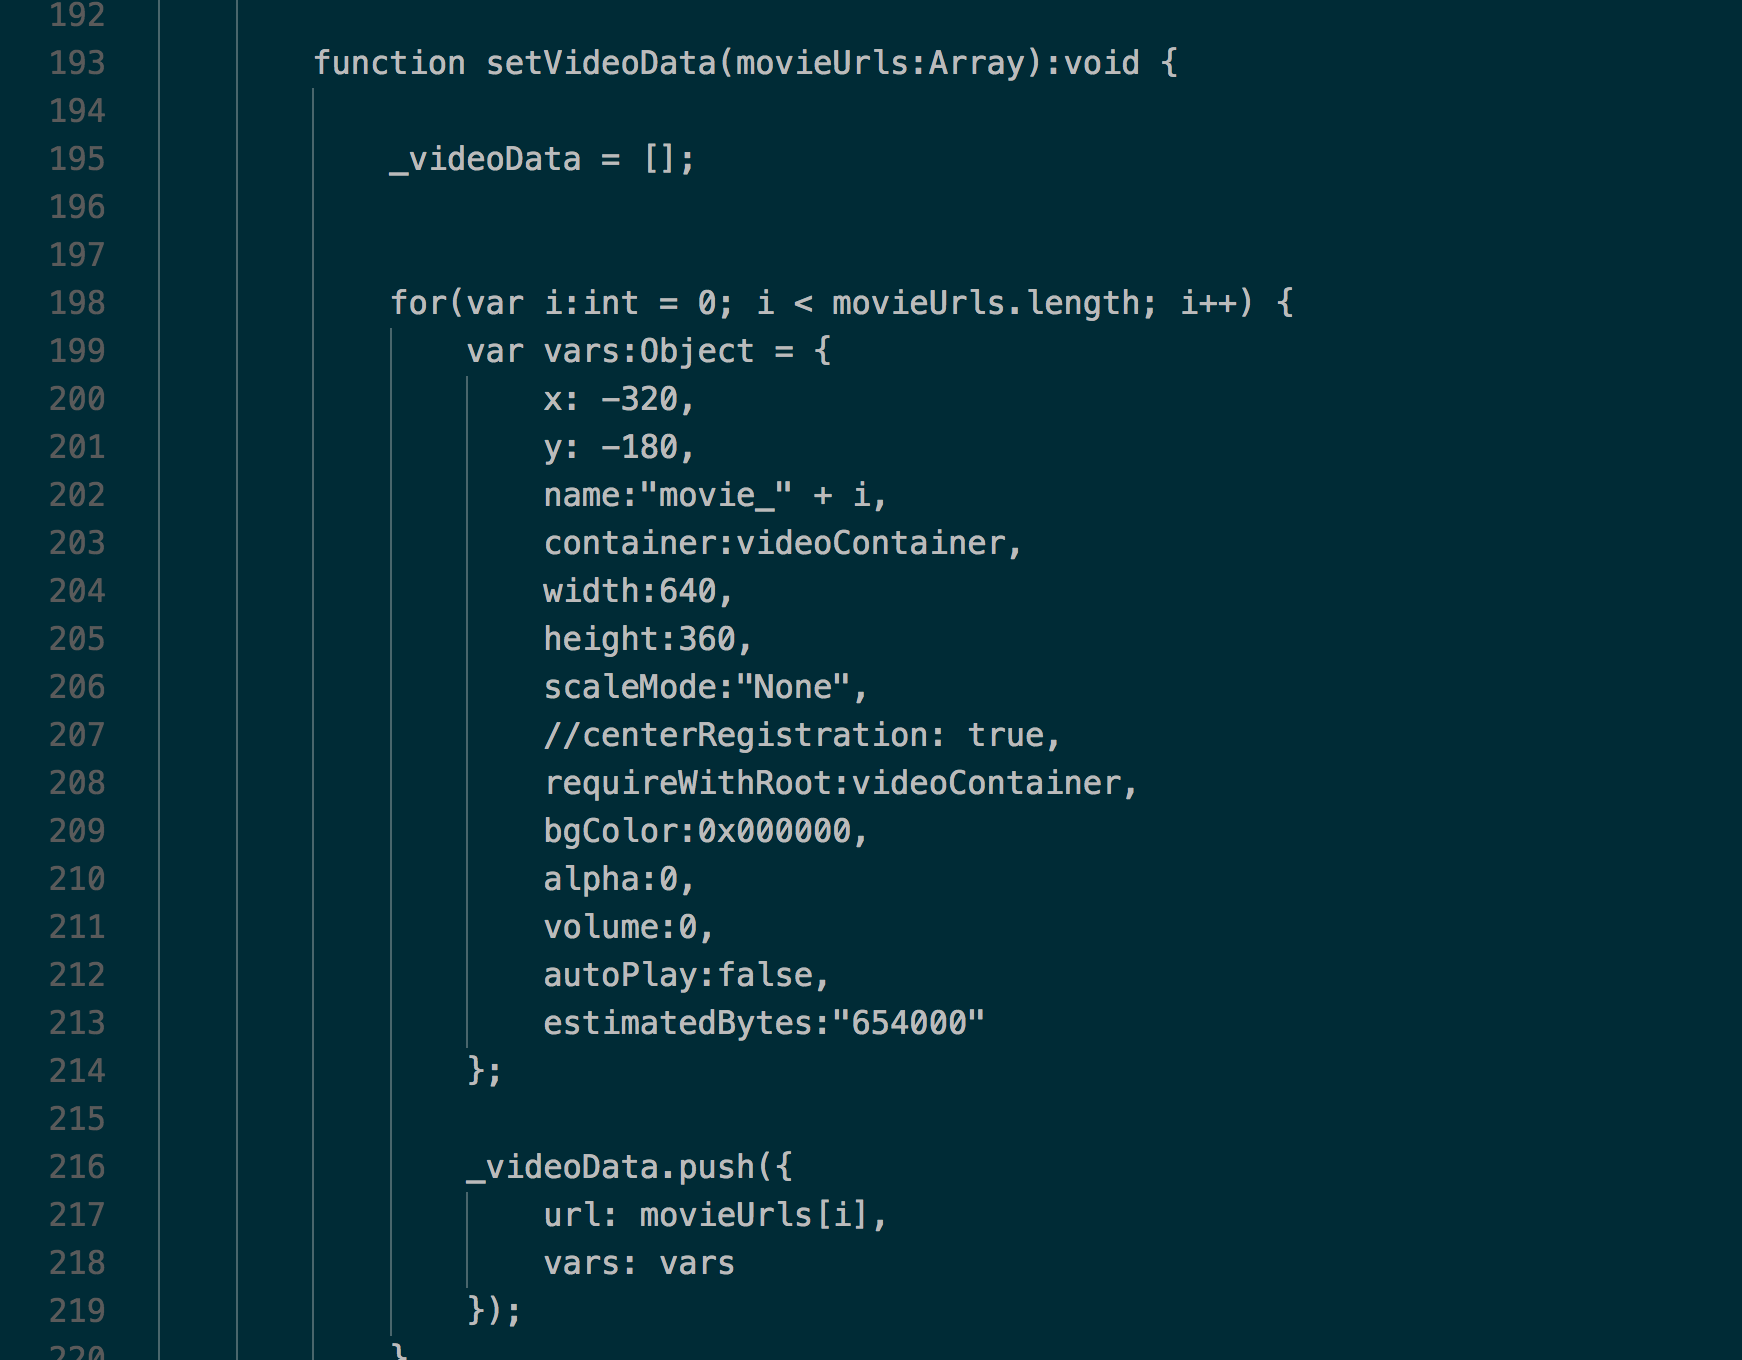 192
193 function setVideoData(movieUrls:Array):void {
194
195 _videoData = [];
196
197
198 for(var i:int = 0; i < movieUrls.length; i++) {
199 var vars:Object = {
200 x: -320,
201 y: -180,
202 name:"movie_" + i,
203 container:videoContainer,
204 width:640,
205 height:360,
206 scaleMode:"None",
207 //centerRegistration: true,
208 requireWithRoot:videoContainer,
209 bgColor:0x000000,
210 alpha:0,
211 volume:0,
212 autoPlay:false,
213 estimatedBytes:"654000"
214 };
215
216 _videoData.push({
217 url: movieUrls[i],
218 vars: vars
219 });
220 }